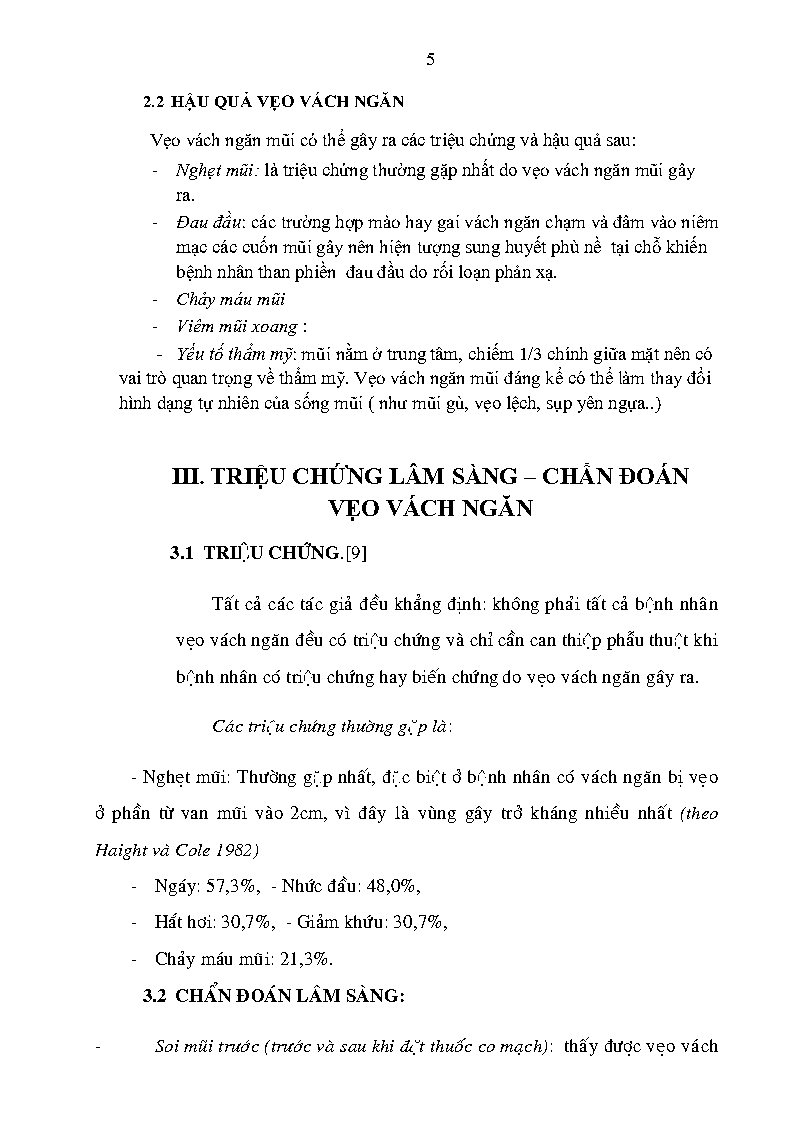 5
2.2 HẬU QUẢ VẸO VÁCH NGĂN
Vẹo vách ngăn mũi có thể gây ra các triệu chứng và hậu quả sau:
- Nghẹt mũi: là triệu chứng thường gặp nhất do vẹo vách ngăn mũi gây
ra.
- Đau đầu: các trường hợp mào hay gai vách ngăn chạm và đâm vào niêm
mạc các cuốn mũi gây nên hiện tượng sung huyết phù nề tại chỗ khiến
bệnh nhân than phiền đau đầu do rối loạn phản xạ.
- Chảy máu mũi
- Viêm mũi xoang :
- Yếu tố thẩm mỹ: mũi nằm ở trung tâm, chiếm 1/3 chính giữa mặt nên có
vai trò quan trọng về thẩm mỹ. Vẹo vách ngăn mũi đáng kể có thể làm thay đổi
hình dạng tự nhiên của sống mũi ( như mũi gù, vẹo lệch, sụp yên ngựa..)
III. TRIỆU CHỨNG LÂM SÀNG – CHẨN ĐOÁN
VẸO VÁCH NGĂN
3.1 TRIỆU CHỨNG.[9]
Tất cả các tác giả đều khẳng định: không phải tất cả bệnh nhân
vẹo vách ngăn đều có triệu chứng và chỉ cần can thiệp phẫu thuật khi
bệnh nhân có triệu chứng hay biến chứng do vẹo vách ngăn gây ra.
Các triệu chứng thường gặp là:
- Nghẹt mũi: Thường gặp nhất, đặc biệt ở bệnh nhân có vách ngăn bị vẹo
ở phần từ van mũi vào 2cm, vì đây là vùng gây trở kháng nhiều nhất (theo
Haight và Cole 1982)
- Ngáy: 57,3%, - Nhức đầu: 48,0%,
- Hắt hơi: 30,7%, - Giảm khứu: 30,7%,
- Chảy máu mũi: 21,3%.
3.2 CHẨN ĐOÁN LÂM SÀNG:
- Soi mũi trước (trước và sau khi đặt thuốc co mạch): thấy được vẹo vách